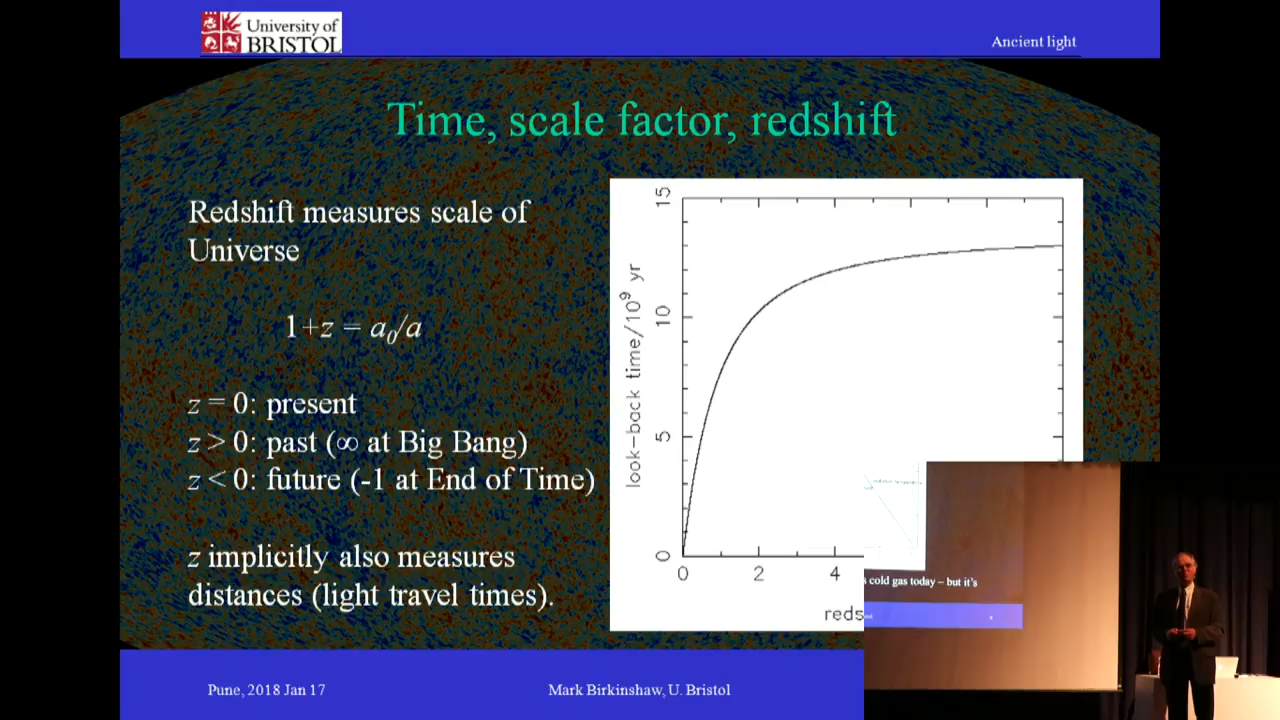 University of
BRISTOL
Ancient light
Time, scale factor, redshift
Redshift measures scale of
Universe
1+z = a₀/a
z = 0: present
z > 0: past (∞ at Big Bang)
z < 0: future (-1 at End of Time)
z implicitly also measures
distances (light travel times).
15
10
5
0
look-back time/10⁹ yr
0 2 4
reds
cold gas today – but it's
Pune, 2018 Jan 17
Mark Birkinshaw, U. Bristol